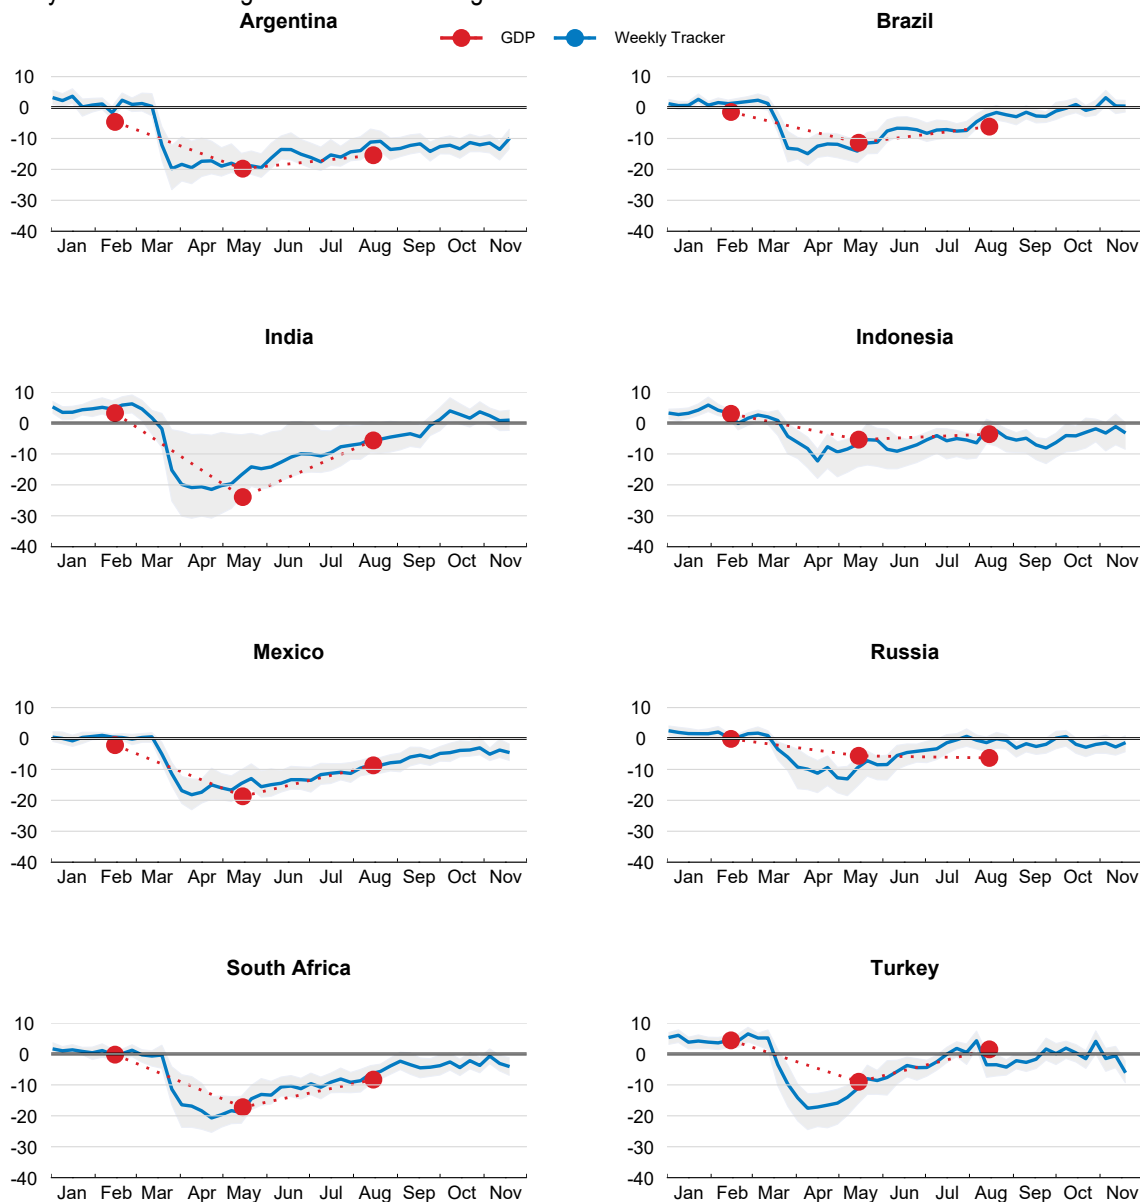 Argentina Brazil
GDP Weekly Tracker
10 10
0 0
-10 -10
-20 -20
-30 -30
-40 -40
Jan Feb Mar Apr May Jun Jul Aug Sep Oct Nov Jan Feb Mar Apr May Jun Jul Aug Sep Oct Nov
India Indonesia
10 10
0 0
-10 -10
-20 -20
-30 -30
-40 -40
Jan Feb Mar Apr May Jun Jul Aug Sep Oct Nov Jan Feb Mar Apr May Jun Jul Aug Sep Oct Nov
Mexico Russia
10 10
0 0
-10 -10
-20 -20
-30 -30
-40 -40
Jan Feb Mar Apr May Jun Jul Aug Sep Oct Nov Jan Feb Mar Apr May Jun Jul Aug Sep Oct Nov
South Africa Turkey
10 10
0 0
-10 -10
-20 -20
-30 -30
-40 -40
Jan Feb Mar Apr May Jun Jul Aug Sep Oct Nov Jan Feb Mar Apr May Jun Jul Aug Sep Oct Nov